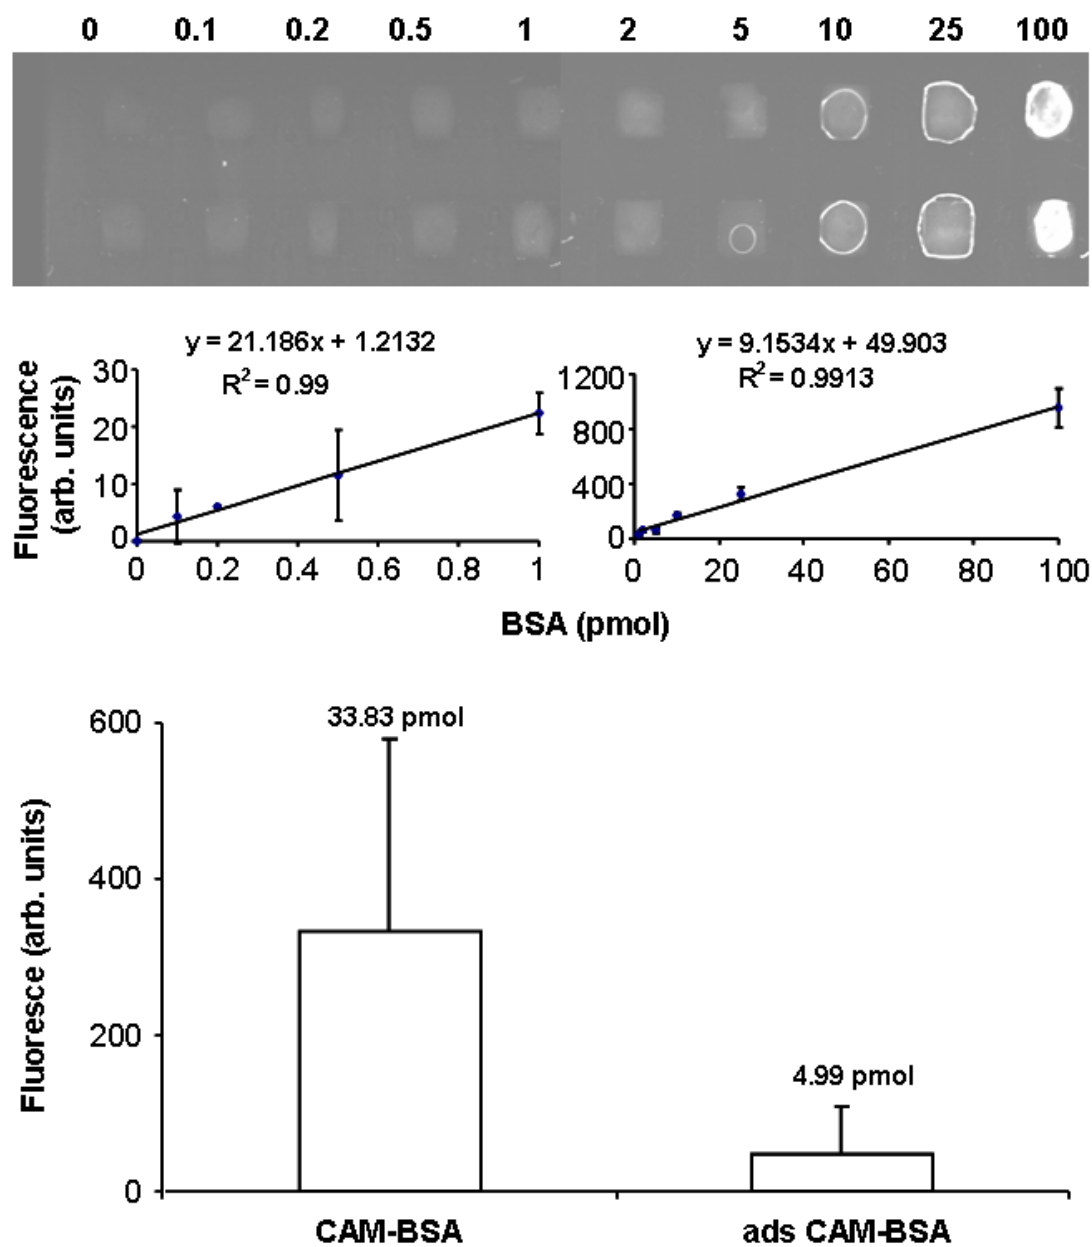 0 0.1 0.2 0.5 1 2 5 10 25 100
y = 21.186x + 1.2132
R² = 0.99
y = 9.1534x + 49.903
R² = 0.9913
Fluorescence
(arb. units)
30
20
10
0
0 0.2 0.4 0.6 0.8 1
1200
800
400
0
0 20 40 60 80 100
BSA (pmol)
Fluoresce (arb. units)
600
400
200
0
33.83 pmol
4.99 pmol
CAM-BSA ads CAM-BSA